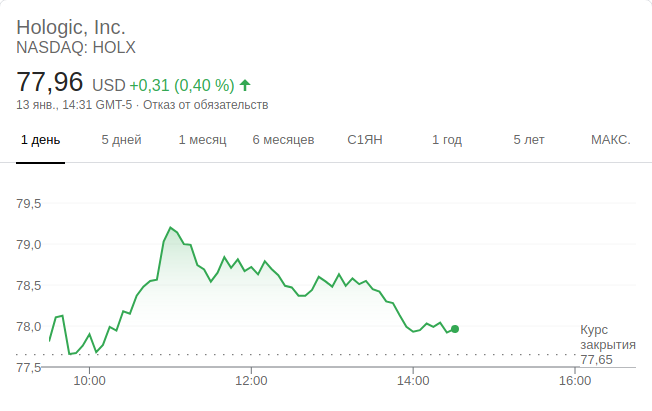 Hologic, Inc.
NASDAQ: HOLX
77,96 USD +0,31 (0,40 %)
13 янв., 14:31 GMT-5 · Отказ от обязательств
1 день 5 дней 1 месяц 6 месяцев С1ЯН 1 год 5 лет МАКС.
79,5
79,0
78,5
78,0
77,5
Курс
закрытия
77,65
10:00 12:00 14:00 16:00